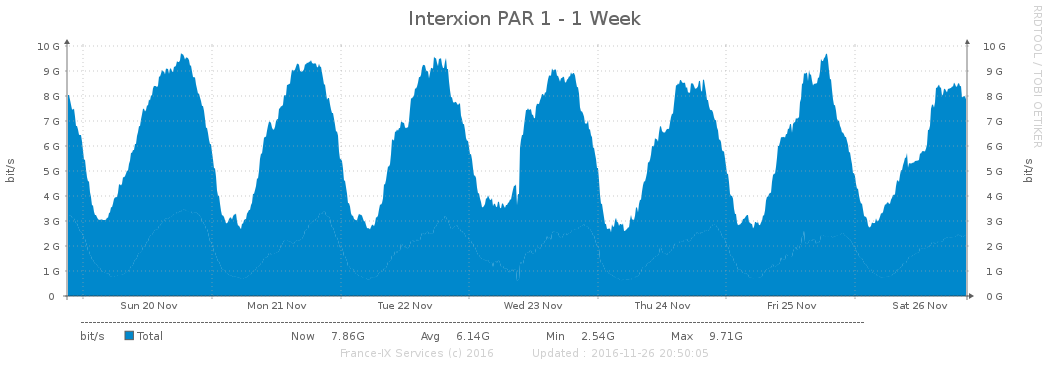 Interxion PAR 1 - 1 Week
RRDTOOL / TOBI OETIKER
10 G 10 G
9 G 9 G
8 G 8 G
7 G 7 G
6 G 6 G
5 G 5 G
4 G 4 G
3 G 3 G
2 G 2 G
1 G 1 G
0 0 G
bit/s bit/s
Sun 20 Nov Mon 21 Nov Tue 22 Nov Wed 23 Nov Thu 24 Nov Fri 25 Nov Sat 26 Nov
bit/s Total Now 7.86G Avg 6.14G Min 2.54G Max 9.71G
France-IX Services (c) 2016 Updated : 2016-11-26 20:50:05